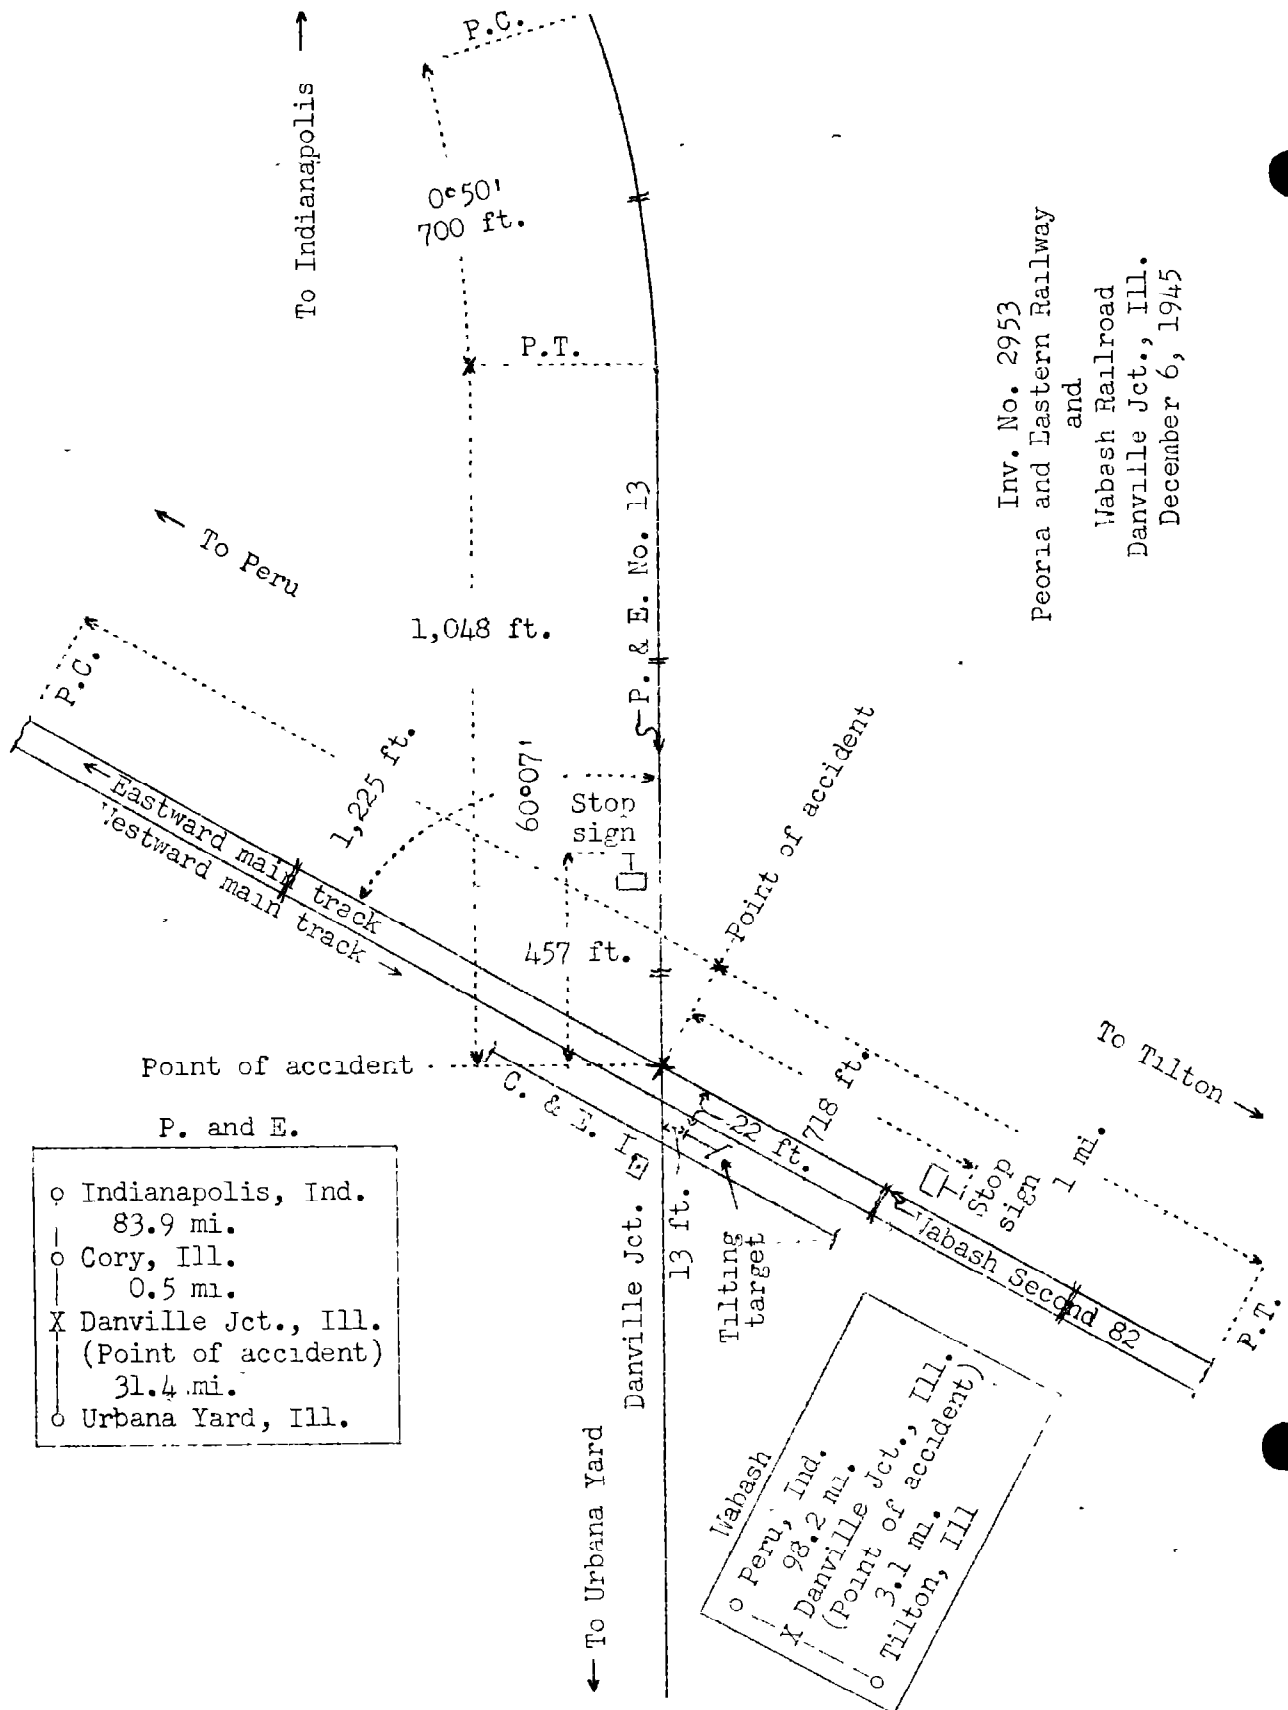 To Indianapolis
P.C.
0°50'
700 ft.
P.T.
Inv. No. 2953
Peoria and Eastern Railway
and
Wabash Railroad
Danville Jct., Ill.
December 6, 1945
To Peru
P.C.
1,048 ft.
P. & E. No. 13
1,225 ft.
60°07'
Stop
sign
Eastward main track
Westward main track
457 ft.
Point of accident
Point of accident
To Tilton
C. & E. I.
718 ft.
22 ft.
Stop
sign
1 mi.
13 ft.
Tilting
target
Wabash Second 82
P.T.
Danville Jct.
To Urbana Yard
P. and E.
Indianapolis, Ind.
83.9 mi.
Cory, Ill.
0.5 mi.
X Danville Jct., Ill.
(Point of accident)
31.4 mi.
Urbana Yard, Ill.
Wabash
Peru, Ind.
98.2 mi.
X Danville Jct., Ill.
(Point of accident)
3.1 mi.
Tilton, Ill